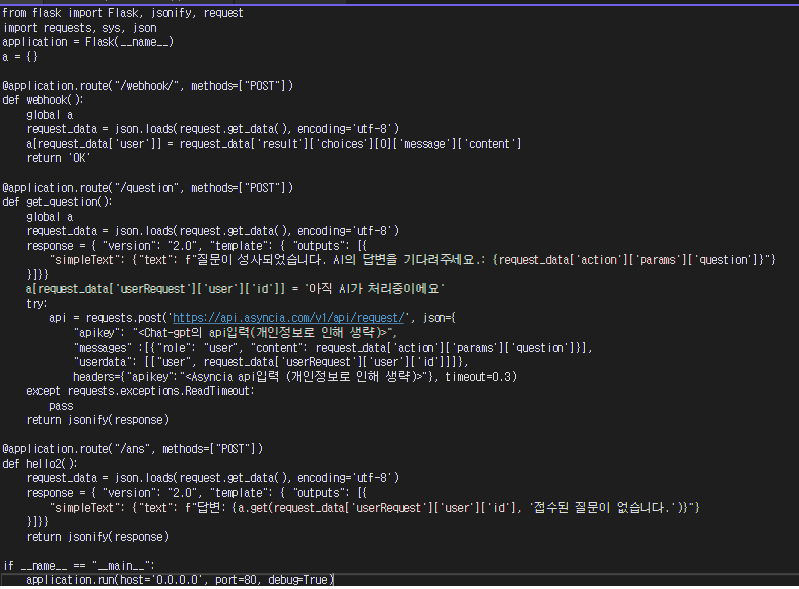 from flask import Flask, jsonify, request
import requests, sys, json
application = Flask(__name__)
a = {}
@application.route("/webhook/", methods=["POST"])
def webhook():
    global a
    request_data = json.loads(request.get_data(), encoding='utf-8')
    a[request_data['user']] = request_data['result']['choices'][0]['message']['content']
    return 'OK'
@application.route("/question", methods=["POST"])
def get_question():
    global a
    request_data = json.loads(request.get_data(), encoding='utf-8')
    response = { "version": "2.0", "template": { "outputs": [{
        "simpleText": {"text": f"질문이 성사되었습니다. AI의 답변을 기다려주세요.: {request_data['action']['params']['question']}"}
    }]}}
    a[request_data['userRequest']['user']['id']] = '아직 AI가 처리중이에요'
    try:
        api = requests.post('https://api.asyncia.com/v1/api/request/', json={
            "apikey": "<Chat-gpt의 api입력(개인정보로 인해 생략)>",
            "messages" :[{"role": "user", "content": request_data['action']['params']['question']}],
            "userdata": [["user", request_data['userRequest']['user']['id']]]},
            headers={"apikey":"<Asyncia api입력 (개인정보로 인해 생략)>"}, timeout=0.3)
    except requests.exceptions.ReadTimeout:
        pass
    return jsonify(response)
@application.route("/ans", methods=["POST"])
def hello2():
    request_data = json.loads(request.get_data(), encoding='utf-8')
    response = { "version": "2.0", "template": { "outputs": [{
        "simpleText": {"text": f"답변: {a.get(request_data['userRequest']['user']['id'], '접수된 질문이 없습니다.')}"}
    }]}}
    return jsonify(response)
if __name__ == "__main__":
    application.run(host='0.0.0.0', port=80, debug=True)